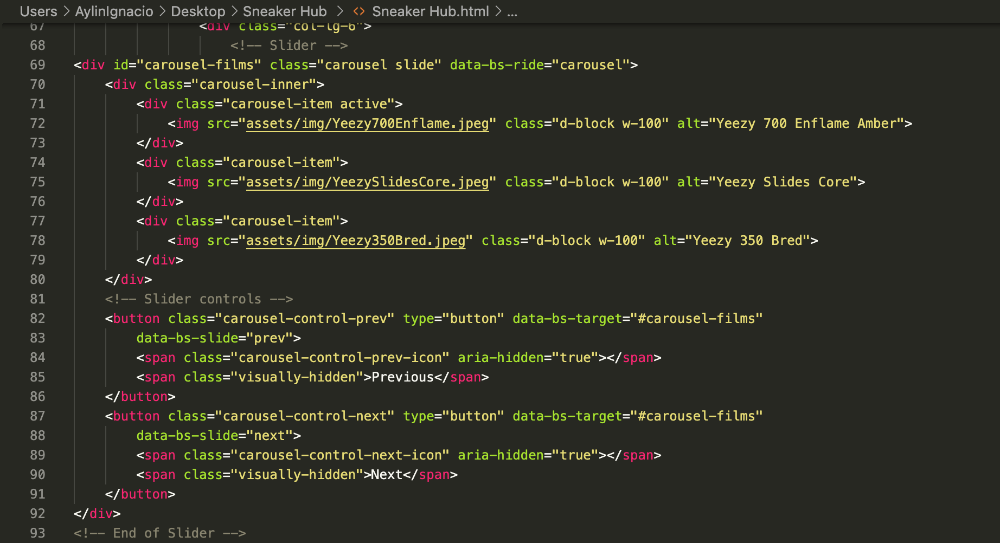 Users > AylinIgnacio > Desktop > Sneaker Hub > <> Sneaker Hub.html > ...
67 <div class="col-lg-6">
68 <!-- Slider -->
69 <div id="carousel-films" class="carousel slide" data-bs-ride="carousel">
70 <div class="carousel-inner">
71 <div class="carousel-item active">
72 <img src="assets/img/Yeezy700Enflame.jpeg" class="d-block w-100" alt="Yeezy 700 Enflame Amber">
73 </div>
74 <div class="carousel-item">
75 <img src="assets/img/YeezySlidesCore.jpeg" class="d-block w-100" alt="Yeezy Slides Core">
76 </div>
77 <div class="carousel-item">
78 <img src="assets/img/Yeezy350Bred.jpeg" class="d-block w-100" alt="Yeezy 350 Bred">
79 </div>
80 </div>
81 <!-- Slider controls -->
82 <button class="carousel-control-prev" type="button" data-bs-target="#carousel-films"
83 data-bs-slide="prev">
84 <span class="carousel-control-prev-icon" aria-hidden="true"></span>
85 <span class="visually-hidden">Previous</span>
86 </button>
87 <button class="carousel-control-next" type="button" data-bs-target="#carousel-films"
88 data-bs-slide="next">
89 <span class="carousel-control-next-icon" aria-hidden="true"></span>
90 <span class="visually-hidden">Next</span>
91 </button>
92 </div>
93 <!-- End of Slider -->